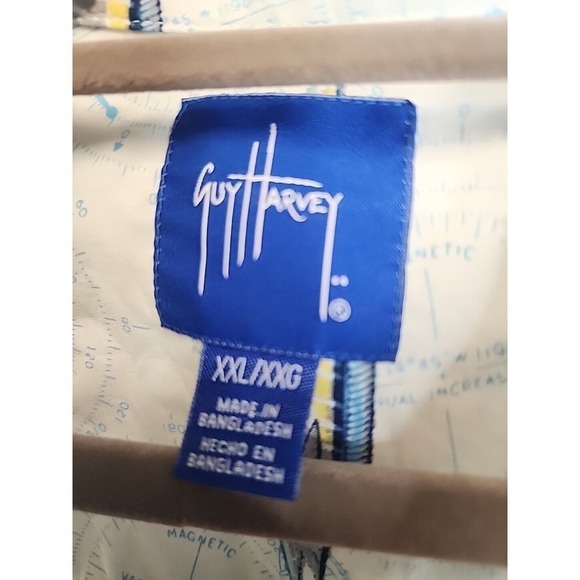 GUY HARVEY
®
XXL/XXG
MADE IN
BANGLADESH
HECHO EN
BANGLADESH
MAGNETIC
MAGNETIC